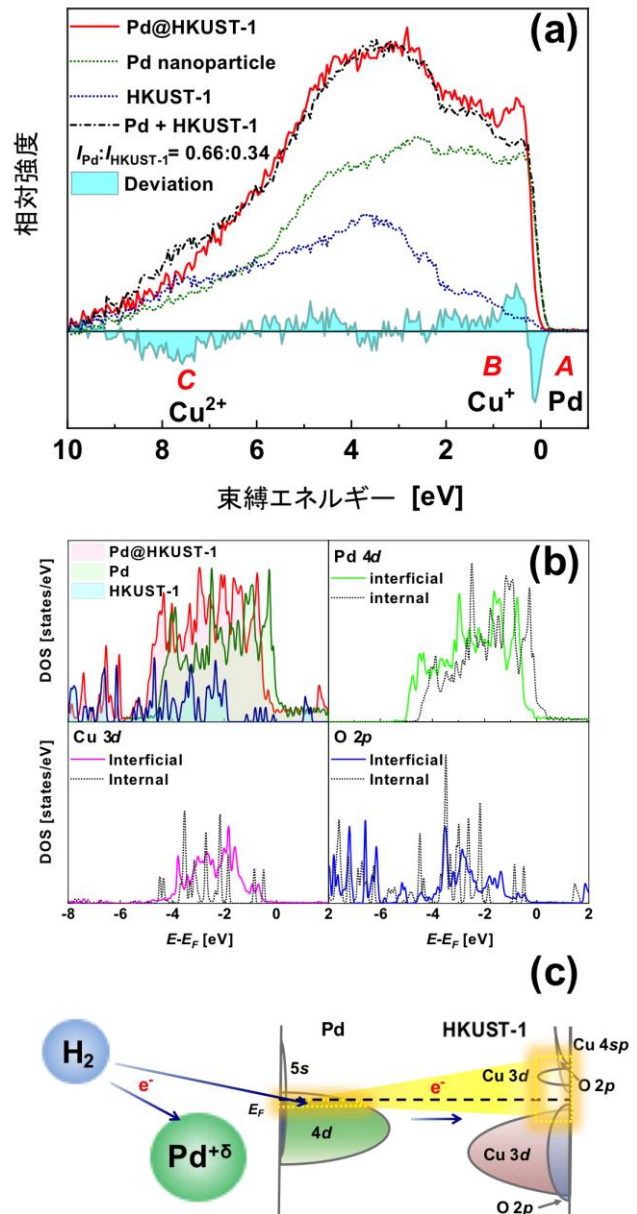 (a)
Pd@HKUST-1
Pd nanoparticle
HKUST-1
Pd + HKUST-1
I_Pd:I_HKUST-1= 0.66:0.34
Deviation
相対強度
C
Cu²⁺
B
Cu⁺
A
Pd
10 8 6 4 2 0
束縛エネルギー [eV]
(b)
Pd@HKUST-1
Pd
HKUST-1
DOS [states/eV]
Pd 4d
interficial
internal
Cu 3d
Interficial
Internal
DOS [states/eV]
O 2p
Interficial
Internal
-8 -6 -4 -2 0 2
-4 -2 0 2
E-E_F [eV]
E-E_F [eV]
(c)
Pd
HKUST-1
Cu 4sp
H₂
5s
Cu 3d
O 2p
e⁻
e⁻
E_F
4d
Pd⁺ᵟ
Cu 3d
O 2p